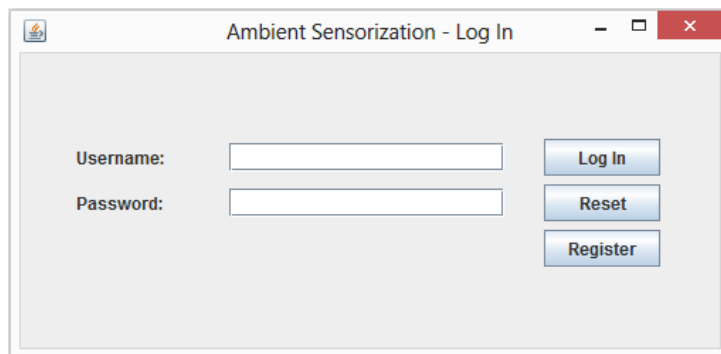 Ambient Sensorization - Log In
Username: Log In
Password: Reset
Register